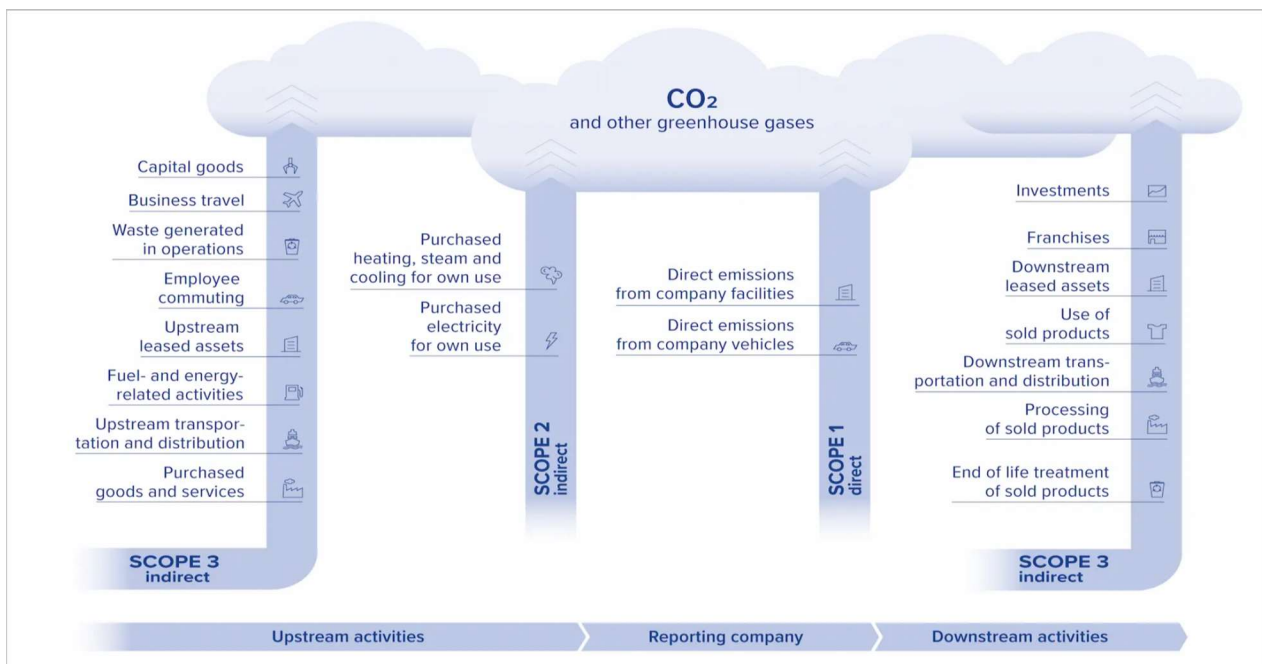 CO₂
and other greenhouse gases
Capital goods
Business travel
Waste generated
in operations
Employee
commuting
Upstream
leased assets
Fuel- and energy-
related activities
Upstream transpor-
tation and distribution
Purchased
goods and services
SCOPE 3
indirect
Purchased
heating, steam and
cooling for own use
Purchased
electricity
for own use
SCOPE 2
indirect
Direct emissions
from company facilities
Direct emissions
from company vehicles
SCOPE 1
direct
Investments
Franchises
Downstream
leased assets
Use of
sold products
Downstream trans-
portation and distribution
Processing
of sold products
End of life treatment
of sold products
SCOPE 3
indirect
Upstream activities
Reporting company
Downstream activities